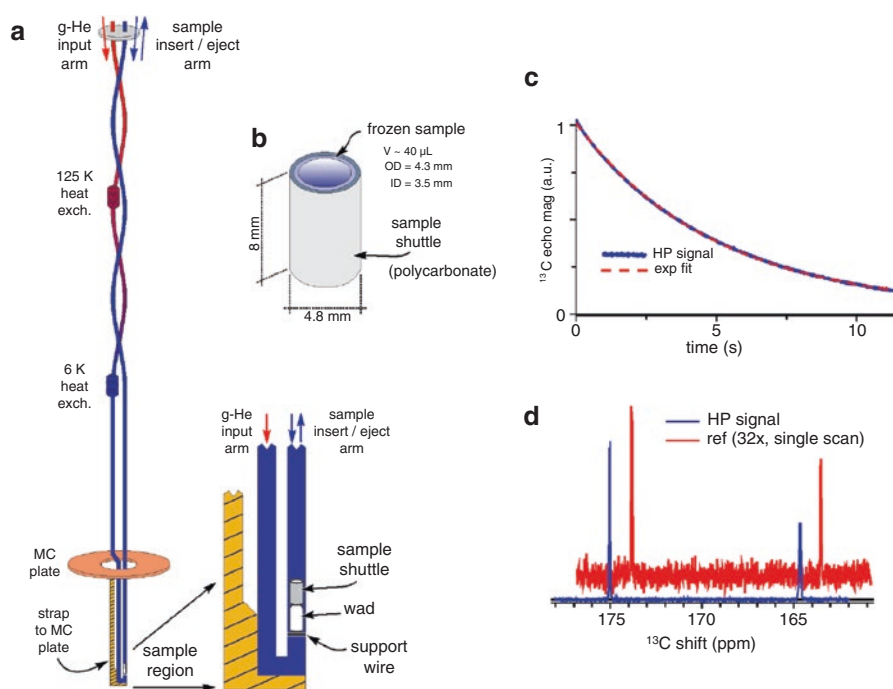 a
g-He
input
arm
sample
insert / eject
arm
125 K
heat
exch.
6 K
heat
exch.
MC
plate
strap
to MC
plate
sample
region
g-He
input
arm
sample
insert / eject
arm
sample
shuttle
wad
support
wire
b
frozen sample
V ~ 40 µL
OD = 4.3 mm
ID = 3.5 mm
8 mm
sample
shuttle
(polycarbonate)
4.8 mm
c
¹³C echo mag (a.u.)
1
0
HP signal
exp fit
0
5
10
time (s)
d
HP signal
ref (32x, single scan)
175
170
165
¹³C shift (ppm)